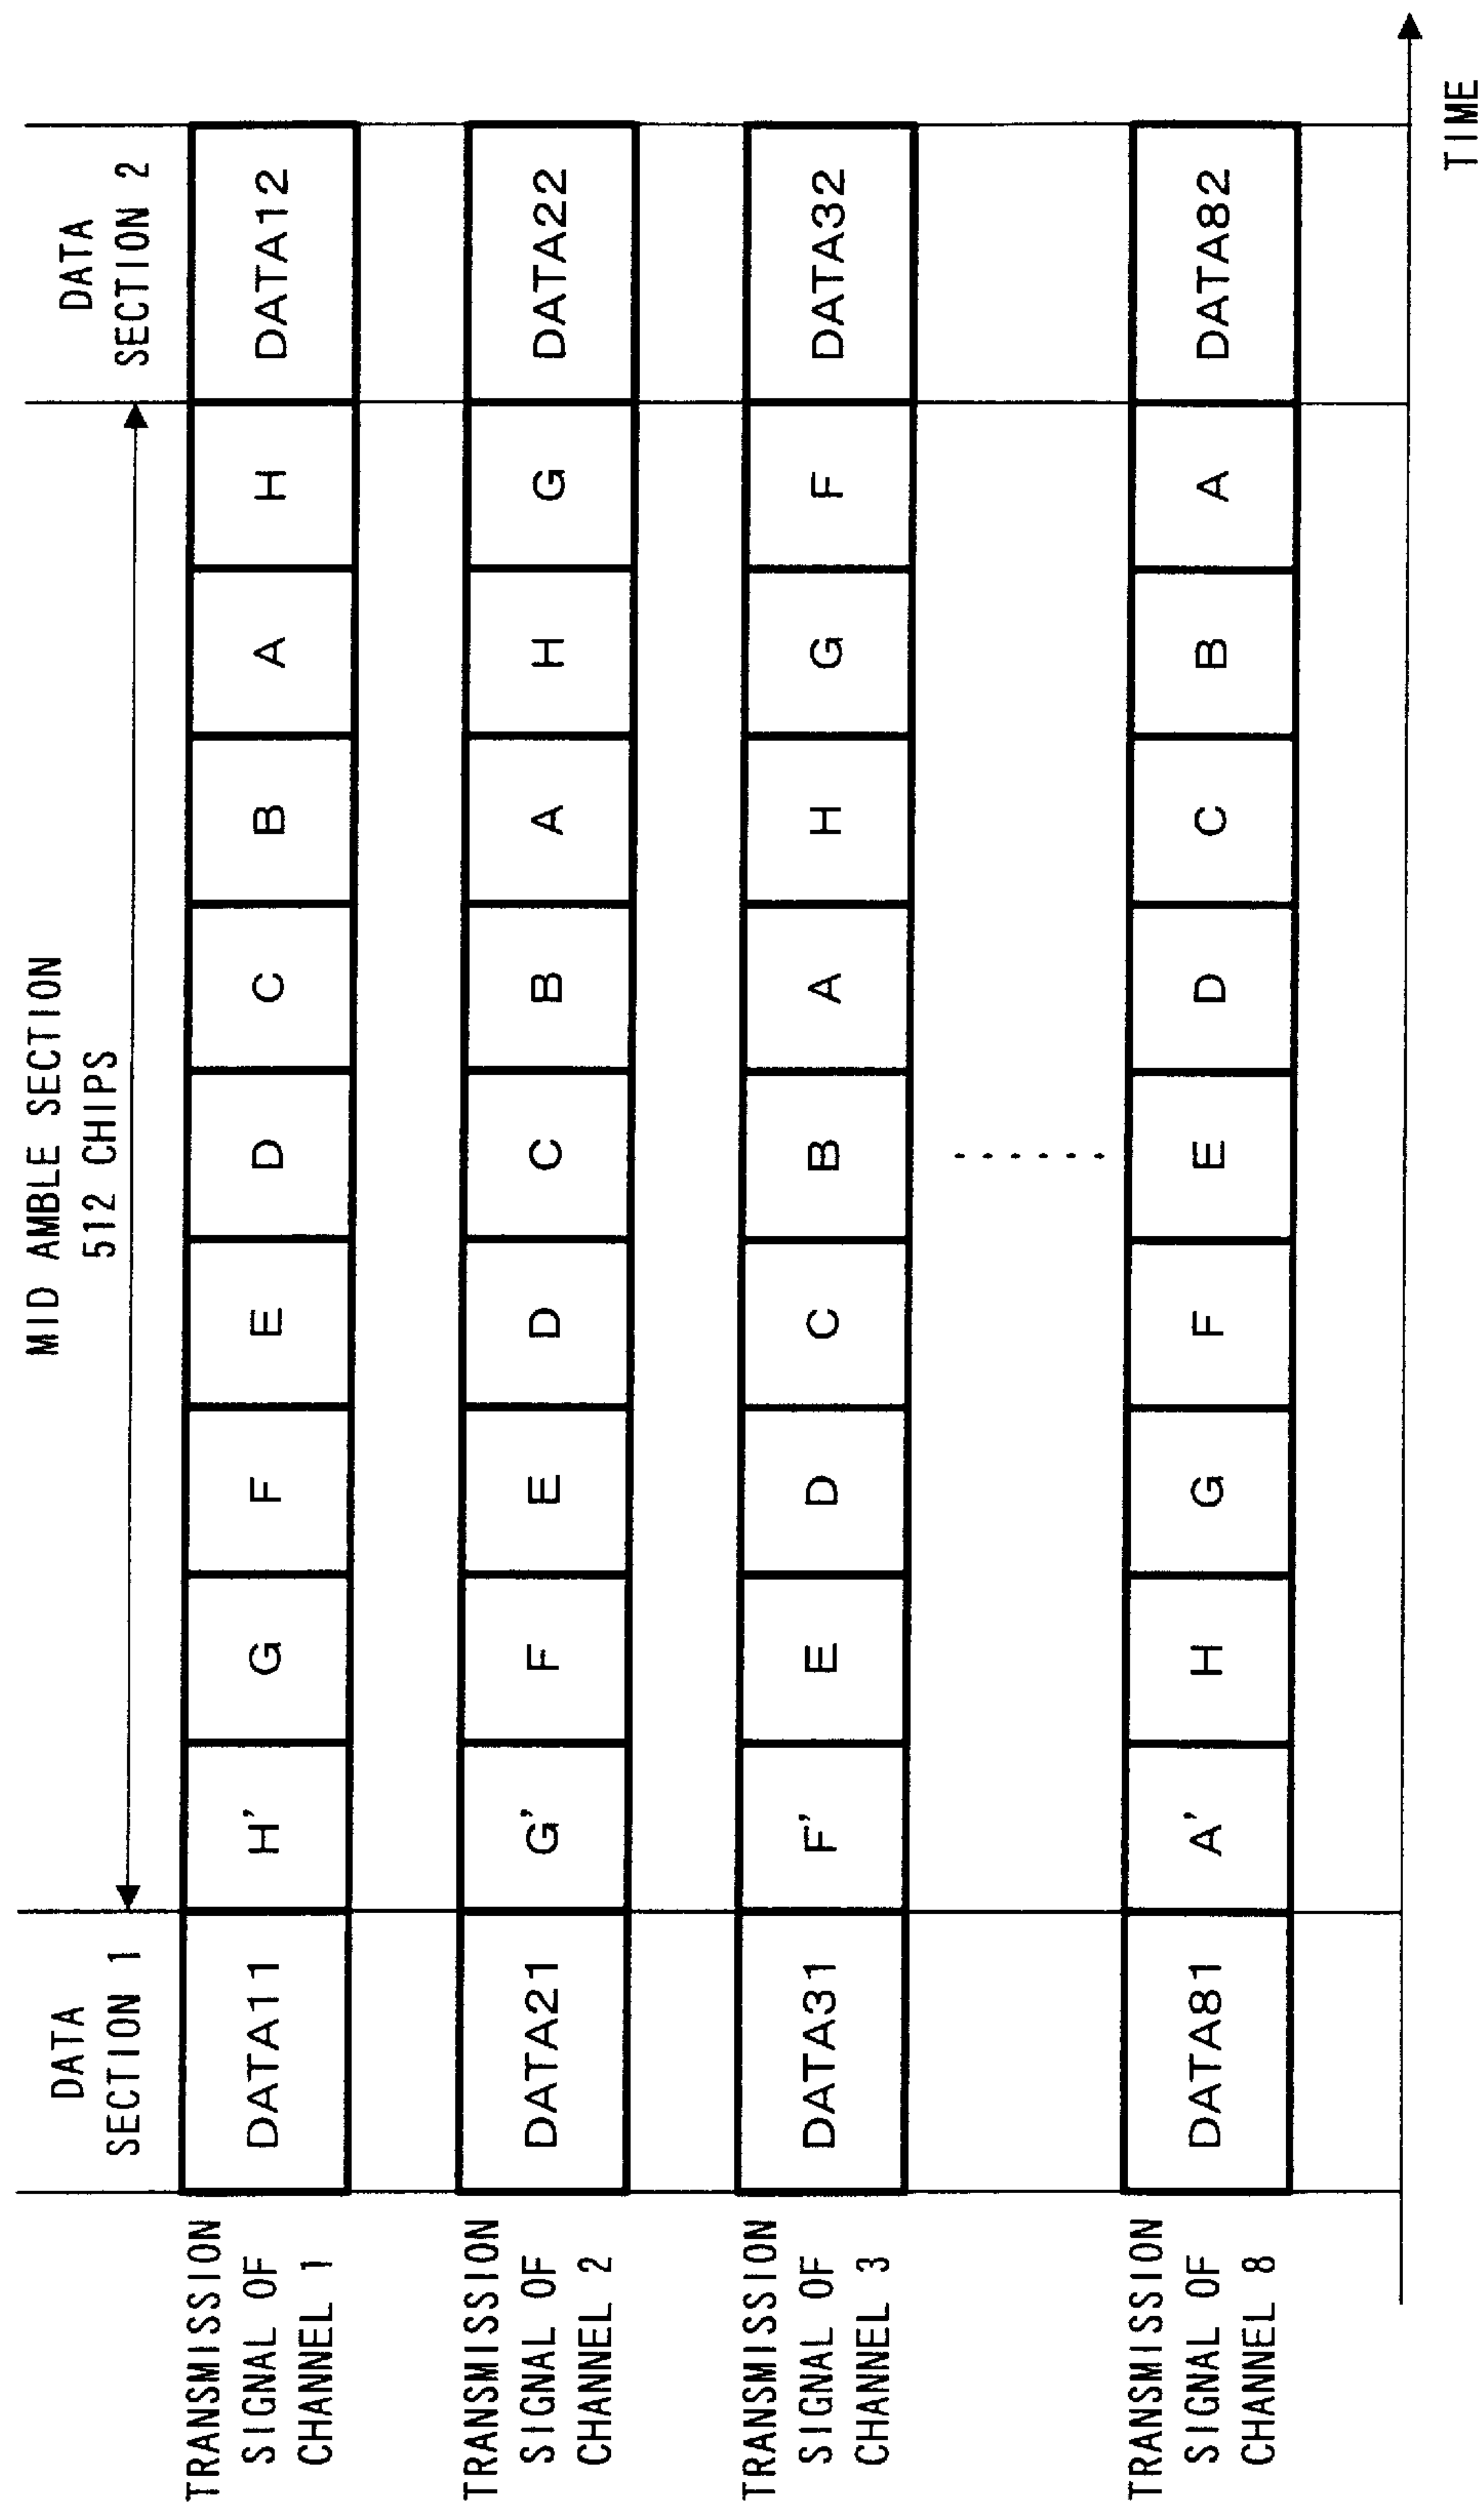 DATA
SECTION 1
MID AMBLE SECTION
512 CHIPS
DATA
SECTION 2
TRANSMISSION
SIGNAL OF
CHANNEL 1
DATA11 H' G F E D C B A H DATA12
TRANSMISSION
SIGNAL OF
CHANNEL 2
DATA21 G' F E D C B A H G DATA22
TRANSMISSION
SIGNAL OF
CHANNEL 3
DATA31 F' E D C B A H G F DATA32
......
TRANSMISSION
SIGNAL OF
CHANNEL 8
DATA81 A' H G F E D C B A DATA82
TIME